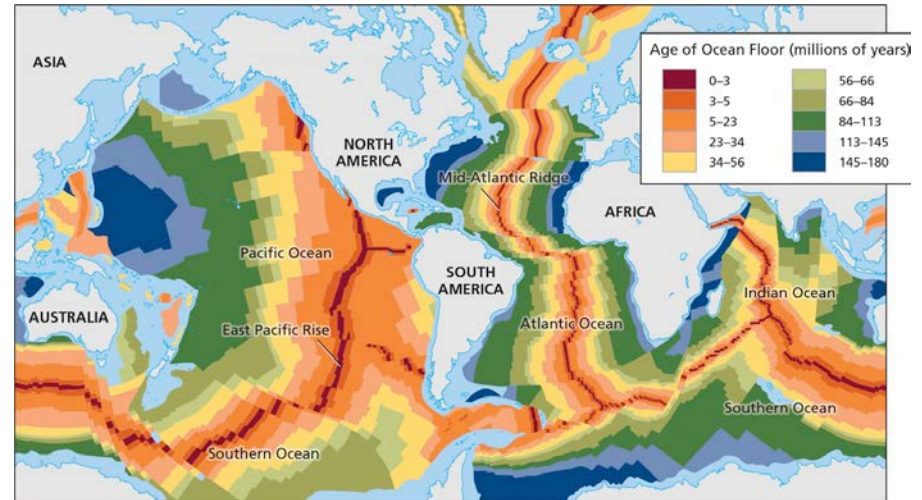 Age of Ocean Floor (millions of years)
0–3
3–5
5–23
23–34
34–56
56–66
66–84
84–113
113–145
145–180
ASIA
NORTH
AMERICA
Mid-Atlantic Ridge
AFRICA
Pacific Ocean
SOUTH
AMERICA
Indian Ocean
AUSTRALIA
East Pacific Rise
Atlantic Ocean
Southern Ocean
Southern Ocean